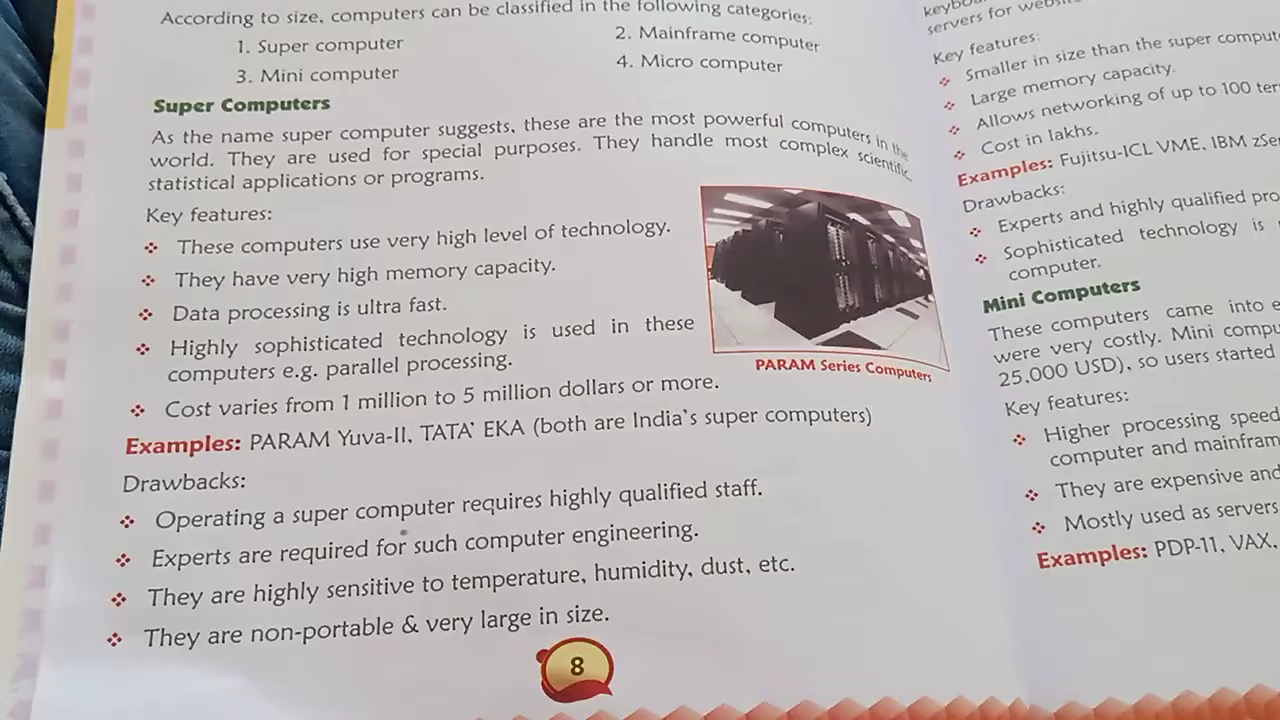 According to size, computers can be classified in the following categories:
1. Super computer
2. Mainframe computer
3. Mini computer
4. Micro computer
Super Computers
As the name super computer suggests, these are the most powerful computers in the
world. They are used for special purposes. They handle most complex scientific,
statistical applications or programs.
Key features:
These computers use very high level of technology.
They have very high memory capacity.
Data processing is ultra fast.
Highly sophisticated technology is used in these
computers e.g. parallel processing.
Cost varies from 1 million to 5 million dollars or more.
PARAM Series Computers
Examples: PARAM Yuva-II, TATA' EKA (both are India's super computers)
Drawbacks:
Operating a super computer requires highly qualified staff.
Experts are required for such computer engineering.
They are highly sensitive to temperature, humidity, dust, etc.
They are non-portable & very large in size.
8
servers for
Key features:
Smaller in size than the super
Large memory capacity.
Allows networking of up to 100
Cost in lakhs.
Examples: Fujitsu-ICL VME, IBM
Drawbacks:
Experts and highly qualified
Sophisticated technology is
computer.
Mini Computers
These computers came into
were very costly. Mini
25,000 USD), so users started
Key features:
Higher processing speed
computer and
They are expensive and
Mostly used as servers
Examples: PDP-11, VAX,